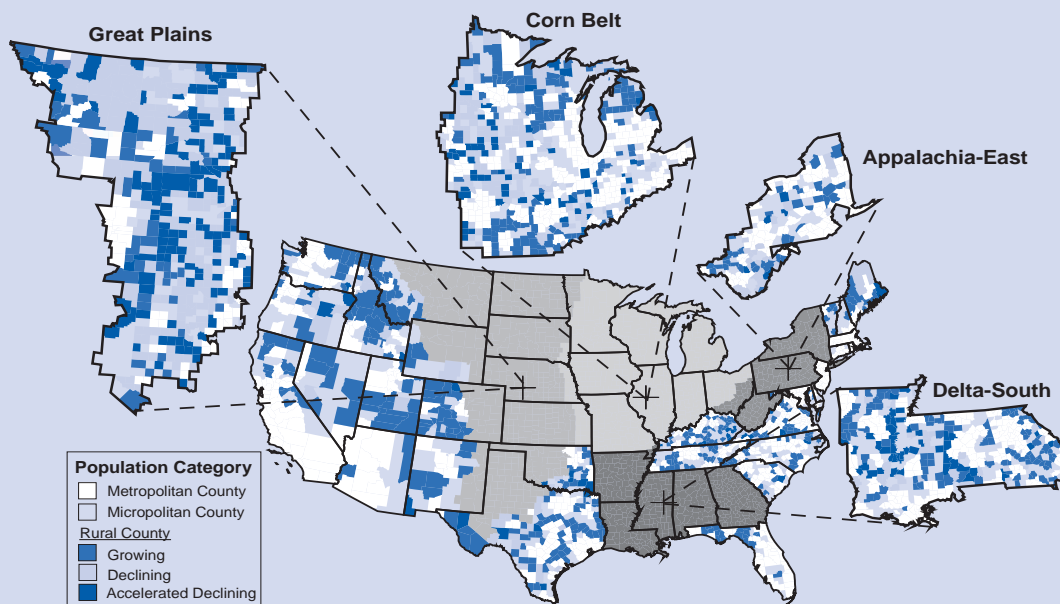 Corn Belt
Great Plains
Appalachia-East
Delta-South
Population Category
Metropolitan County
Micropolitan County
Rural County
Growing
Declining
Accelerated Declining